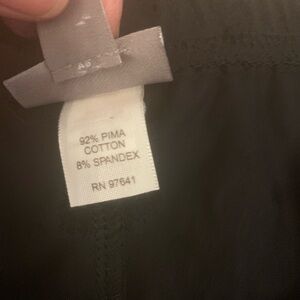 92% PIMA
COTTON
8% SPANDEX
RN 97641